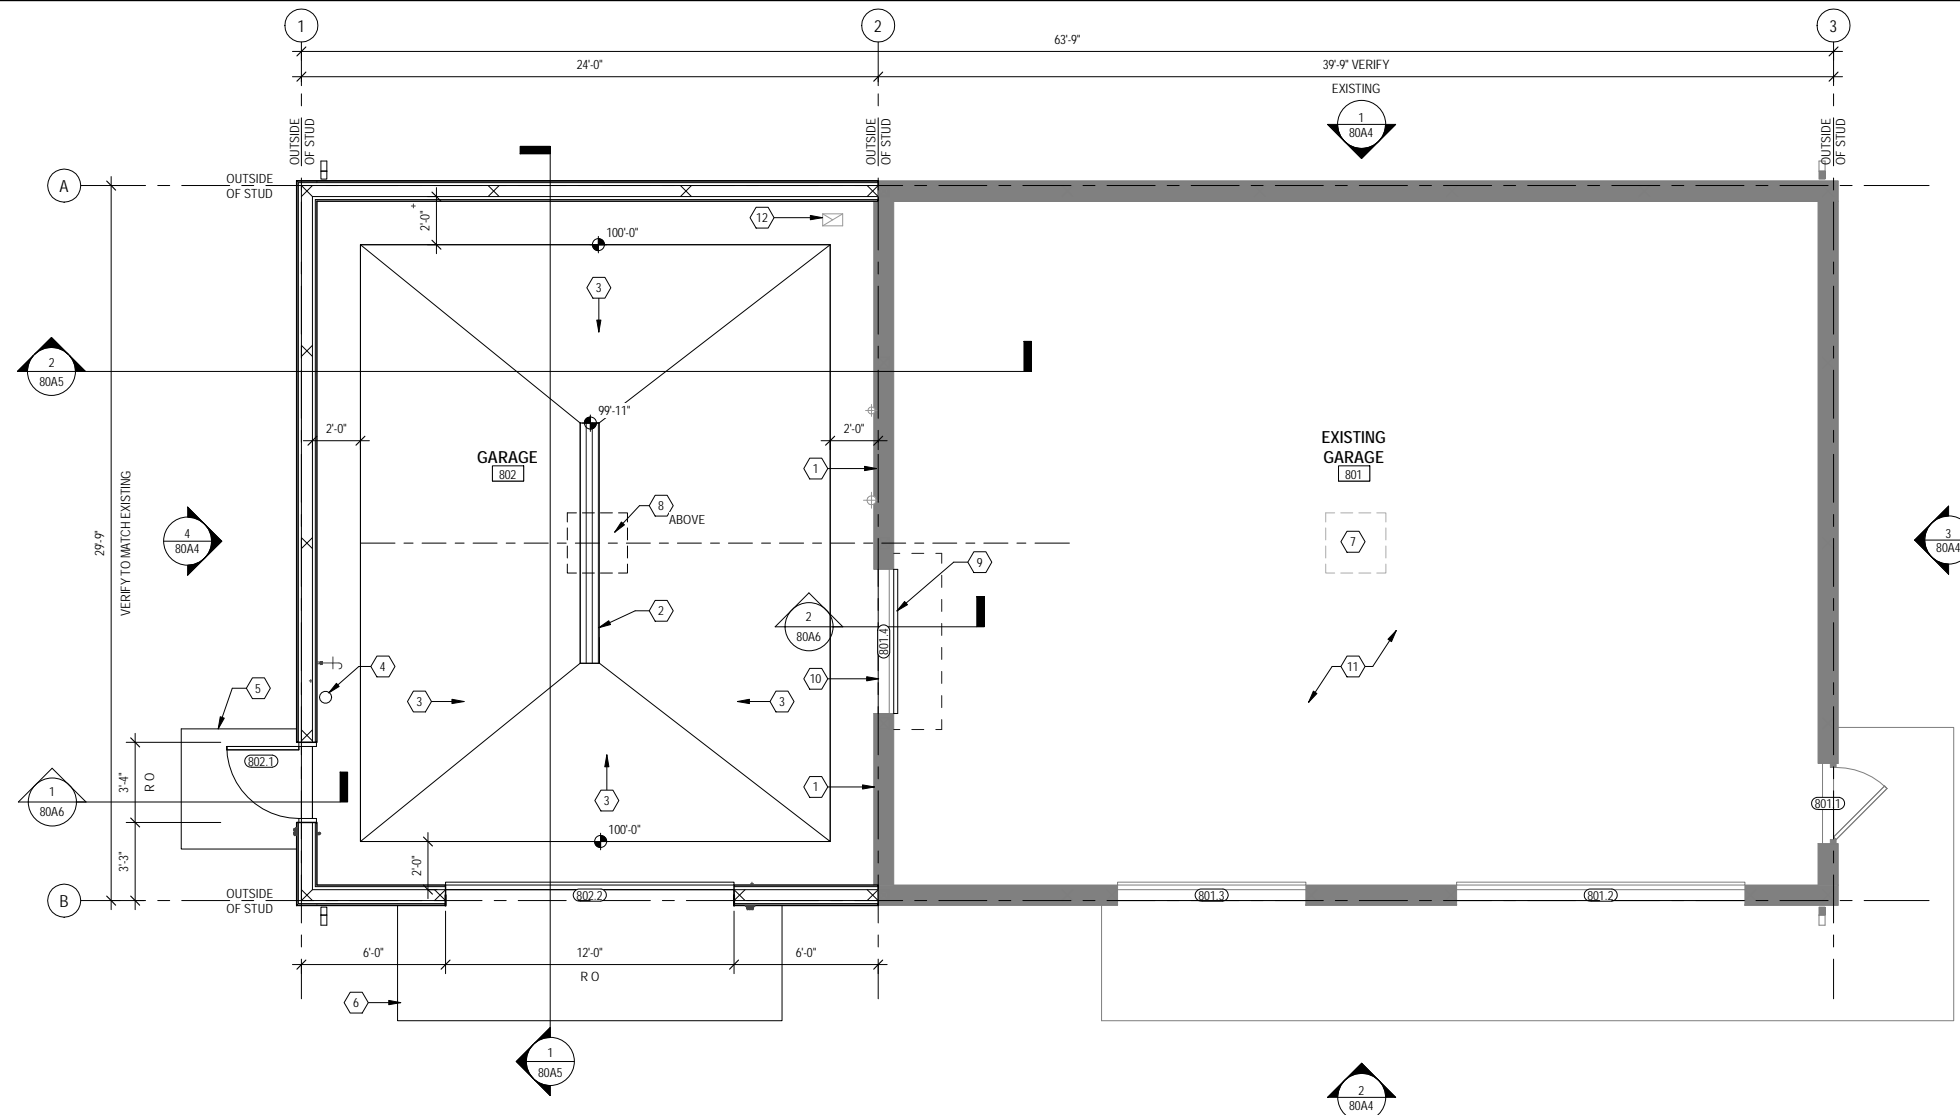 1
2
3
63'-9"
24'-0"
39'-9" VERIFY
EXISTING
1
80A4
OUTSIDE
OF STUD
OUTSIDE
OF STUD
OUTSIDE
OF STUD
A
OUTSIDE
OF STUD
2'-0"
+
12
100'-0"
3
2
80A5
99'-11"
2'-0"
2'-0"
GARAGE
802
1
EXISTING
GARAGE
801
8
ABOVE
29'-9"
VERIFY TO MATCH EXISTING
4
80A4
7
3
80A4
9
2
2
80A6
801.4
4
10
11
5
3
3
802.1
3'-4"
R O
1
80A6
3
1
801.1
100'-0"
3'-3"
2'-0"
B
OUTSIDE
OF STUD
802.2
801.3
801.2
6'-0"
12'-0"
6'-0"
R O
6
1
80A5
2
80A4